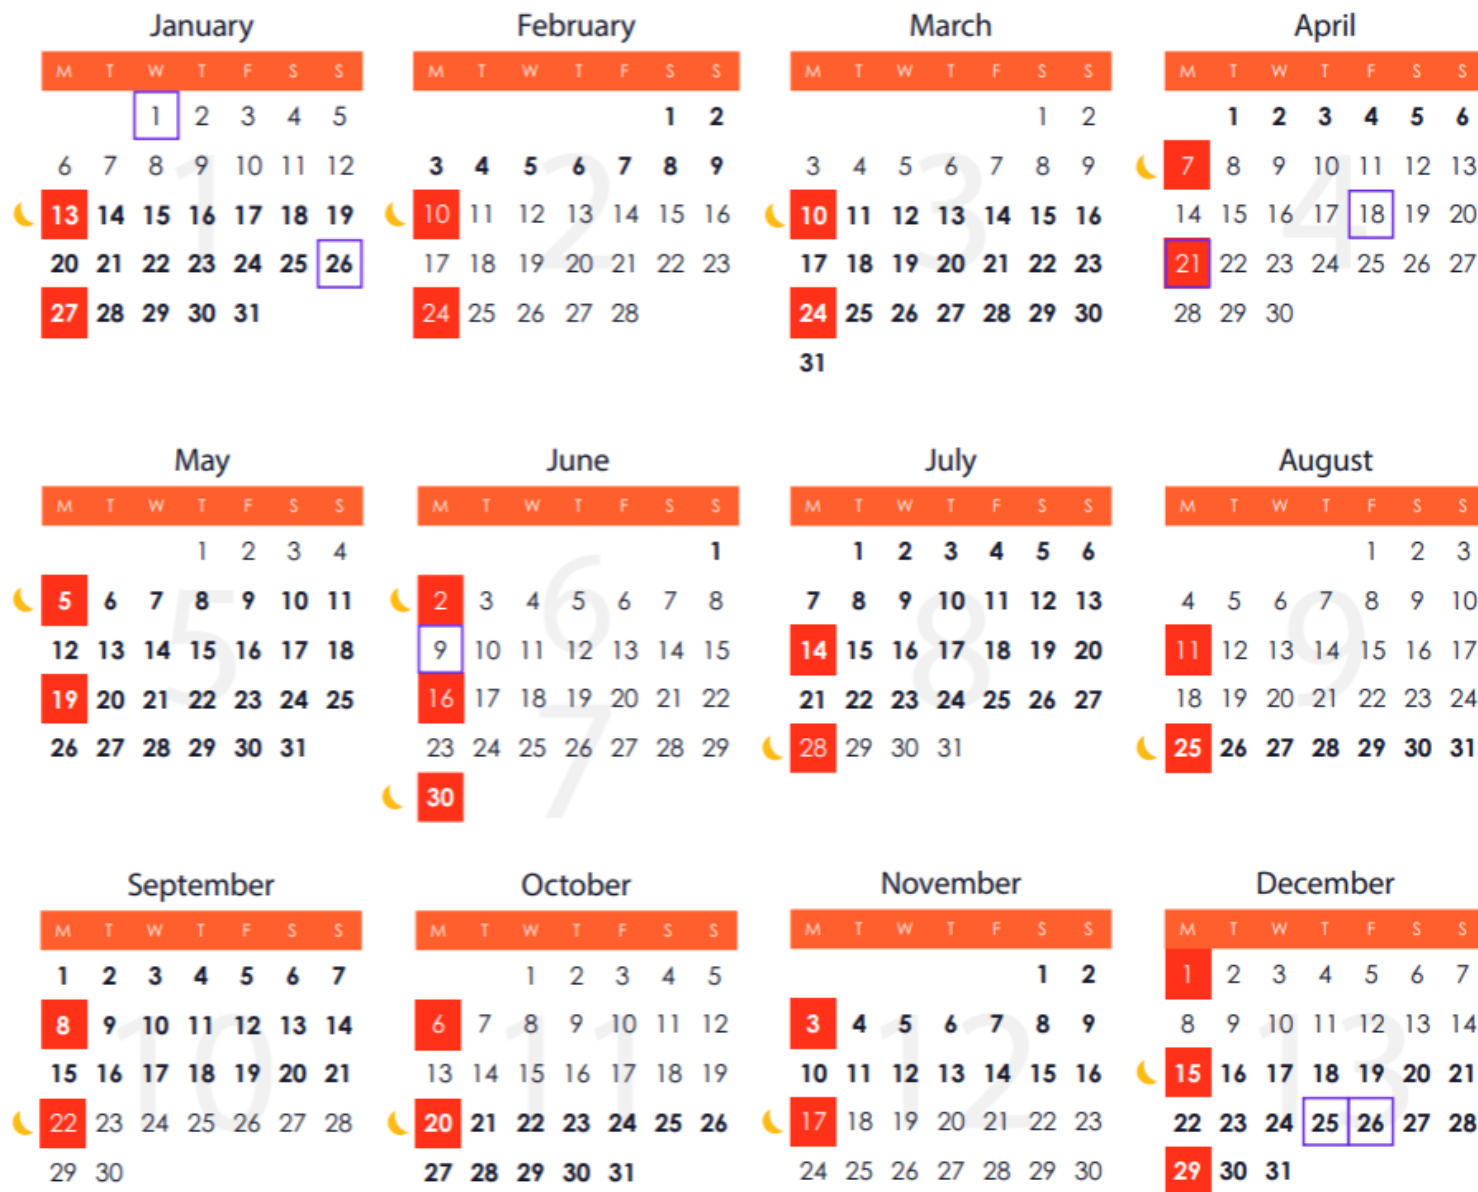 January February March April
M T W T F S S M T W T F S S M T W T F S S M T W T F S S
1 2 3 4 5 1 2 1 2 1 2 3 4 5 6
6 7 8 9 10 11 12 3 4 5 6 7 8 9 3 4 5 6 7 8 9 7 8 9 10 11 12 13
13 14 15 16 17 18 19 10 11 12 13 14 15 16 10 11 12 13 14 15 16 14 15 16 17 18 19 20
20 21 22 23 24 25 26 17 18 19 20 21 22 23 17 18 19 20 21 22 23 21 22 23 24 25 26 27
27 28 29 30 31 24 25 26 27 28 24 25 26 27 28 29 30 28 29 30
31
1 2 3 4
May June July August
M T W T F S S M T W T F S S M T W T F S S M T W T F S S
1 2 3 4 1 1 2 3 4 5 6 1 2 3
5 6 7 8 9 10 11 2 3 4 5 6 7 8 7 8 9 10 11 12 13 4 5 6 7 8 9 10
12 13 14 15 16 17 18 9 10 11 12 13 14 15 14 15 16 17 18 19 20 11 12 13 14 15 16 17
19 20 21 22 23 24 25 16 17 18 19 20 21 22 21 22 23 24 25 26 27 18 19 20 21 22 23 24
26 27 28 29 30 31 23 24 25 26 27 28 29 28 29 30 31 25 26 27 28 29 30 31
30
5 6 7 8 9
September October November December
M T W T F S S M T W T F S S M T W T F S S M T W T F S S
1 2 3 4 5 6 7 1 2 3 4 5 1 2 1 2 3 4 5 6 7
8 9 10 11 12 13 14 6 7 8 9 10 11 12 3 4 5 6 7 8 9 8 9 10 11 12 13 14
15 16 17 18 19 20 21 13 14 15 16 17 18 19 10 11 12 13 14 15 16 15 16 17 18 19 20 21
22 23 24 25 26 27 28 20 21 22 23 24 25 26 17 18 19 20 21 22 23 22 23 24 25 26 27 28
29 30 27 28 29 30 31 24 25 26 27 28 29 30 29 30 31
10 11 12 13